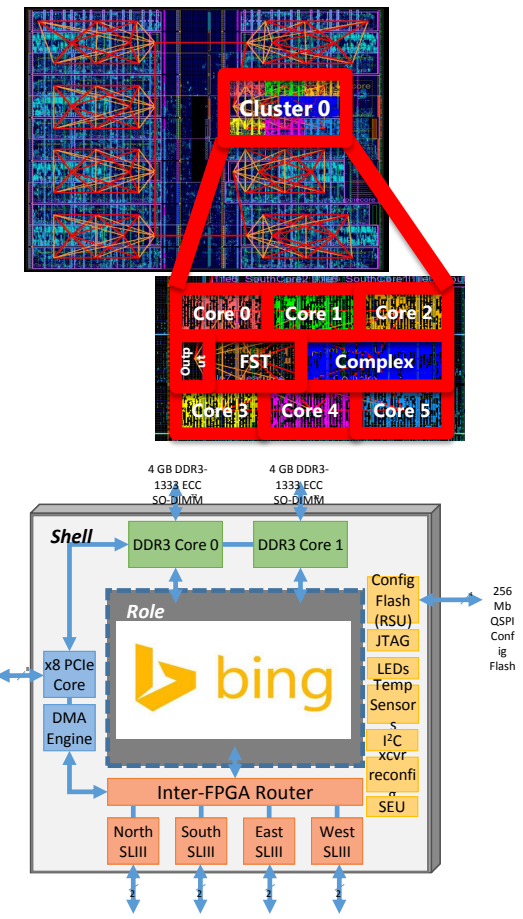 Cluster 0
Core 0
Core 1
Core 2
Outp
ut
FST
Complex
Core 3
Core 4
Core 5
4 GB DDR3-
1333 ECC
SO-DIMM
4 GB DDR3-
1333 ECC
SO-DIMM
Shell
DDR3 Core 0
DDR3 Core 1
Role
bing
x8 PCIe
Core
DMA
Engine
Config
Flash
(RSU)
JTAG
LEDs
Temp
Sensor
s
I²C
xcvr
reconfi
g
SEU
4
256
Mb
QSPI
Conf
ig
Flash
Inter-FPGA Router
North
SLIII
South
SLIII
East
SLIII
West
SLIII
2
2
2
2